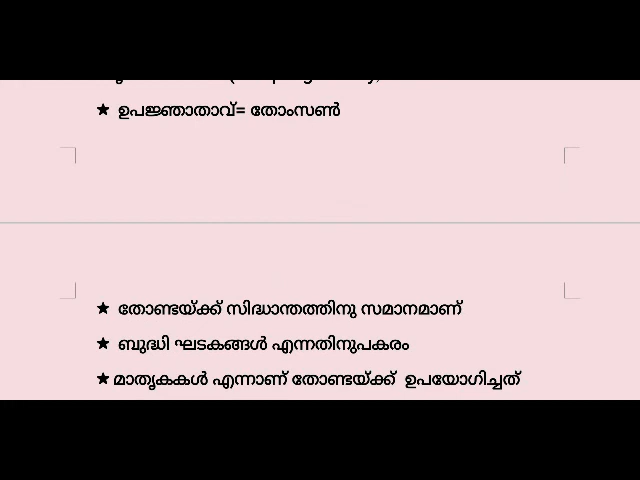 ★ ഉപജ്ഞാതാവ്= തോംസൺ
★ തോണ്ടയ്ക്ക് സിദ്ധാന്തത്തിനു സമാനമാണ്
★ ബുദ്ധി ഘടകങ്ങൾ എന്നതിനുപകരം
★ മാതൃകകൾ എന്നാണ് തോണ്ടയ്ക്ക് ഉപയോഗിച്ചത്